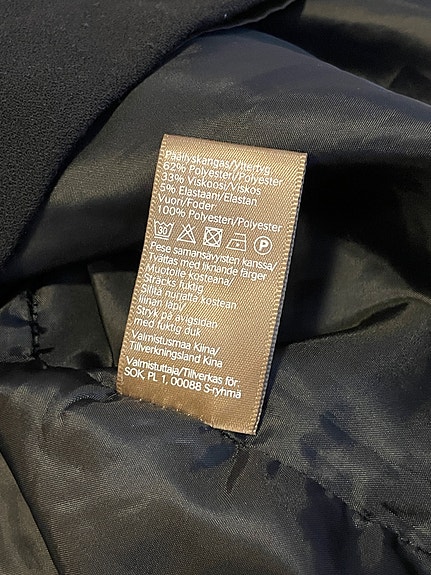 Päällyskangas/Yttertyg
62% Polyesteri/Polyester
33% Viskoosi/Viskos
5% Elastaani/Elastan
Vuori/Foder
100% Polyesteri/Polyester
30 P
Pese samansävyisten kanssa/
Tvättas med liknande färger
Muotoile kosteana/
Sträcks fuktig
Silitä nurjalta kostean
liinan läpi/
Stryk på avigsidan
med fuktig duk
Valmistusmaa Kiina/
Tillverkningsland Kina
Valmistuttaja/Tillverkas för
SOK, PL 1, 00088 S-ryhmä